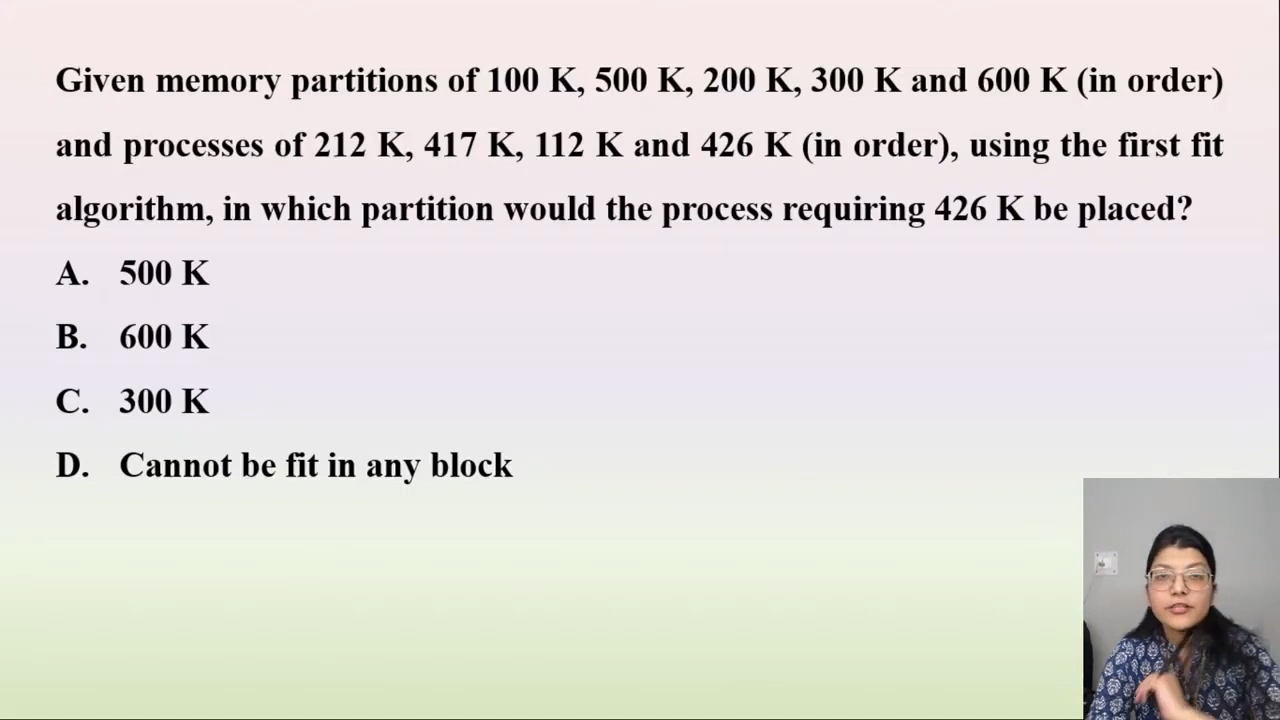 Given memory partitions of 100 K, 500 K, 200 K, 300 K and 600 K (in order)
and processes of 212 K, 417 K, 112 K and 426 K (in order), using the first fit
algorithm, in which partition would the process requiring 426 K be placed?
A. 500 K
B. 600 K
C. 300 K
D. Cannot be fit in any block